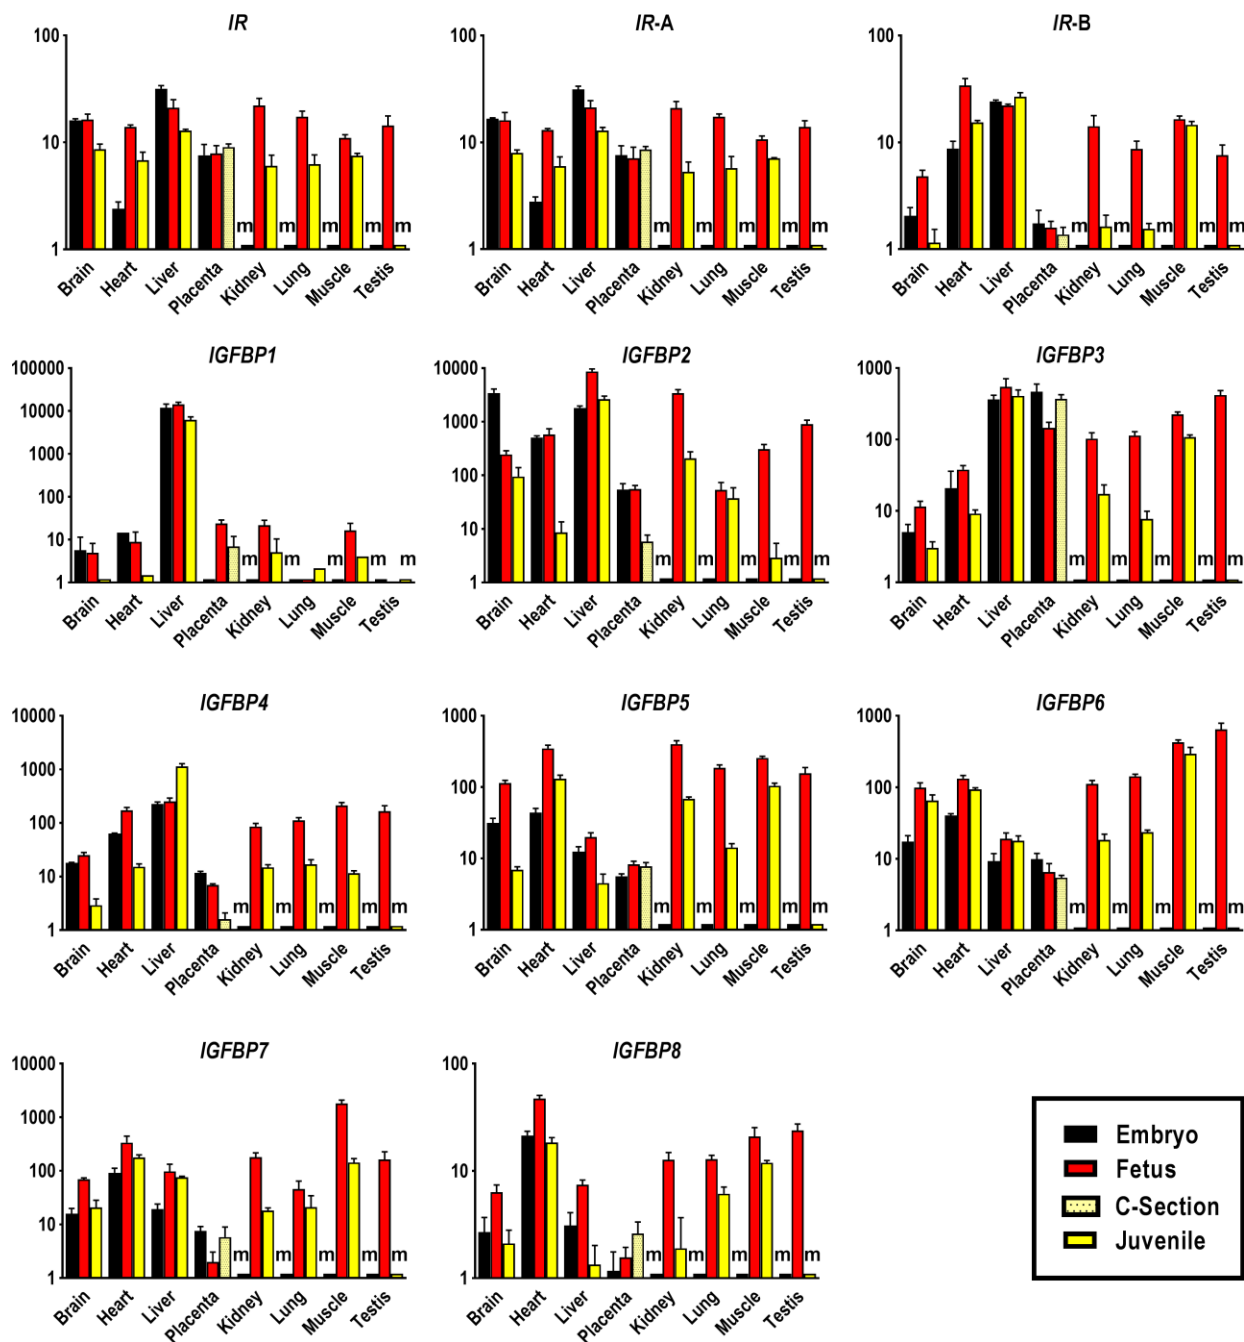 IR
100
10
1
m m m m m
Brain Heart Liver Placenta Kidney Lung Muscle Testis
IR-A
100
10
1
m m m m m
Brain Heart Liver Placenta Kidney Lung Muscle Testis
IR-B
100
10
1
m m m m m
Brain Heart Liver Placenta Kidney Lung Muscle Testis
IGFBP1
100000
10000
1000
100
10
1
m m m m m
Brain Heart Liver Placenta Kidney Lung Muscle Testis
IGFBP2
10000
1000
100
10
1
m m m m m
Brain Heart Liver Placenta Kidney Lung Muscle Testis
IGFBP3
1000
100
10
1
m m m m m
Brain Heart Liver Placenta Kidney Lung Muscle Testis
IGFBP4
10000
1000
100
10
1
m m m m m
Brain Heart Liver Placenta Kidney Lung Muscle Testis
IGFBP5
1000
100
10
1
m m m m m
Brain Heart Liver Placenta Kidney Lung Muscle Testis
IGFBP6
1000
100
10
1
m m m m m
Brain Heart Liver Placenta Kidney Lung Muscle Testis
IGFBP7
10000
1000
100
10
1
m m m m m
Brain Heart Liver Placenta Kidney Lung Muscle Testis
IGFBP8
100
10
1
m m m m m
Brain Heart Liver Placenta Kidney Lung Muscle Testis
Embryo
Fetus
C-Section
Juvenile